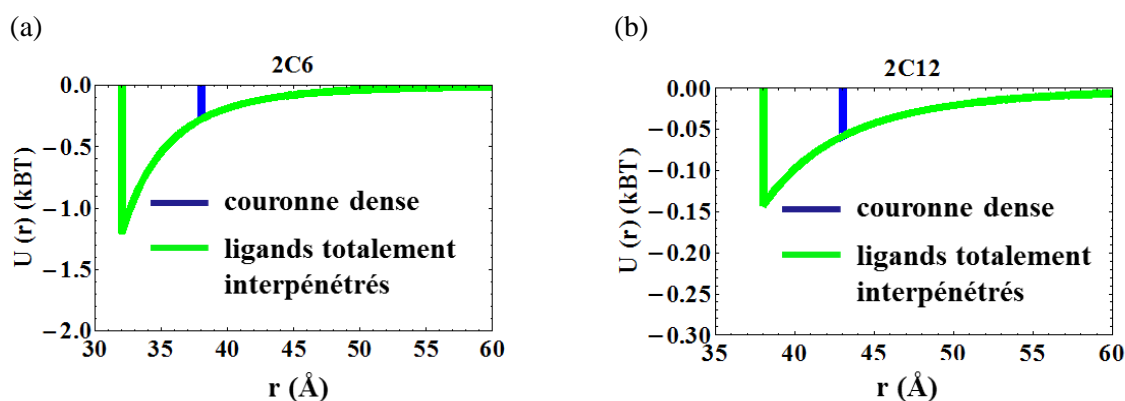 (a)
2C6
0.0
−0.5
−1.0
−1.5
−2.0
U (r) (kBT)
couronne dense
ligands totalement
interpénétrés
30 35 40 45 50 55 60
r (Å)
(b)
2C12
0.00
−0.05
−0.10
−0.15
−0.20
−0.25
−0.30
U (r) (kBT)
couronne dense
ligands totalement
interpénétrés
35 40 45 50 55 60
r (Å)